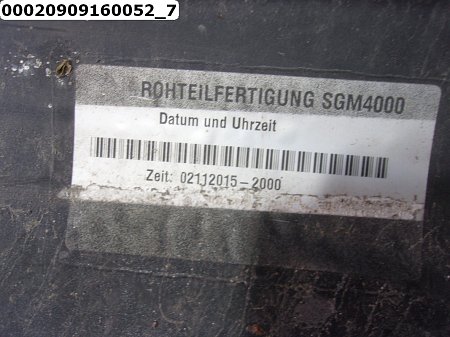 00020909160052_7
ROHTEILFERTIGUNG SGM4000
Datum und Uhrzeit
Zeit: 02112015-2000